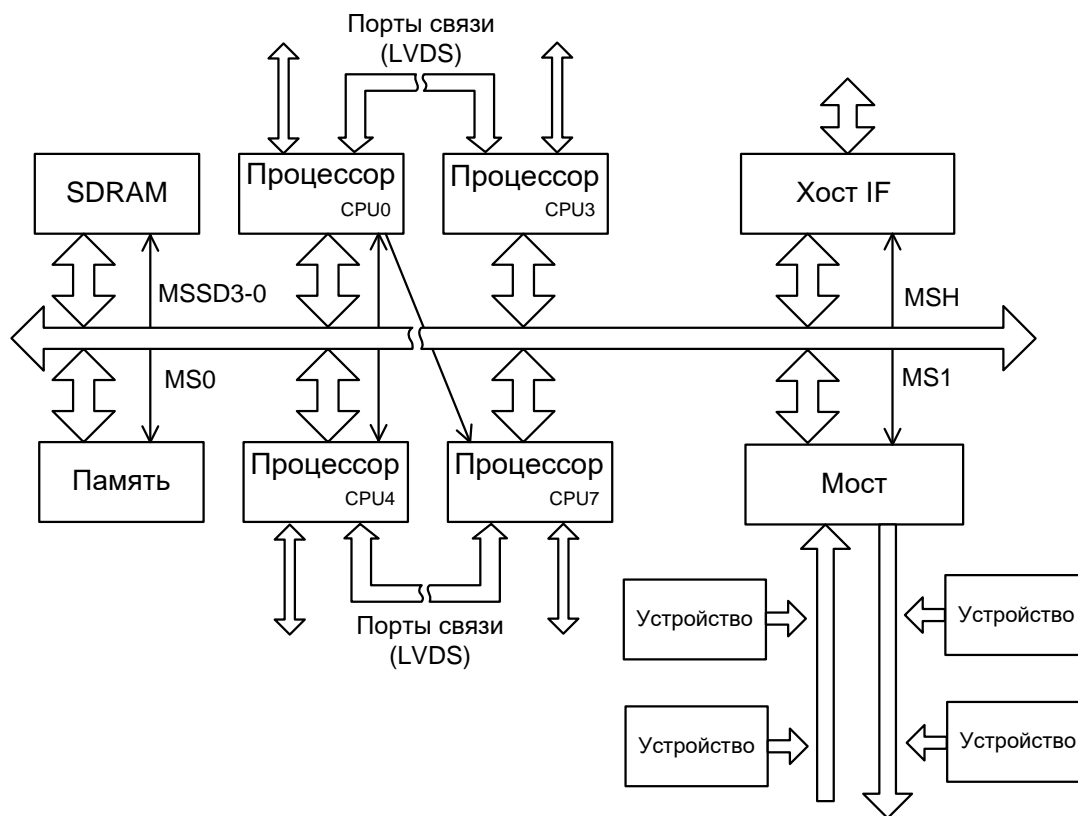 Порты связи
(LVDS)
SDRAM
Процессор
CPU0
Процессор
CPU3
Хост IF
MSSD3-0
MSH
MS0
MS1
Память
Процессор
CPU4
Процессор
CPU7
Мост
Порты связи
(LVDS)
Устройство
Устройство
Устройство
Устройство